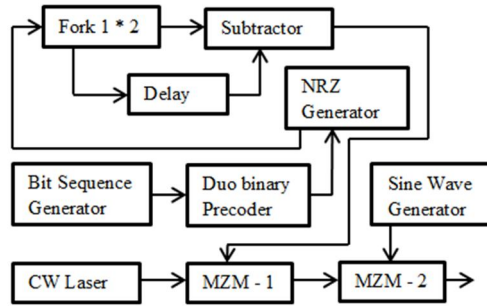 Fork 1 * 2
Subtractor
Delay
NRZ
Generator
Bit Sequence
Generator
Duo binary
Precoder
Sine Wave
Generator
CW Laser
MZM - 1
MZM - 2